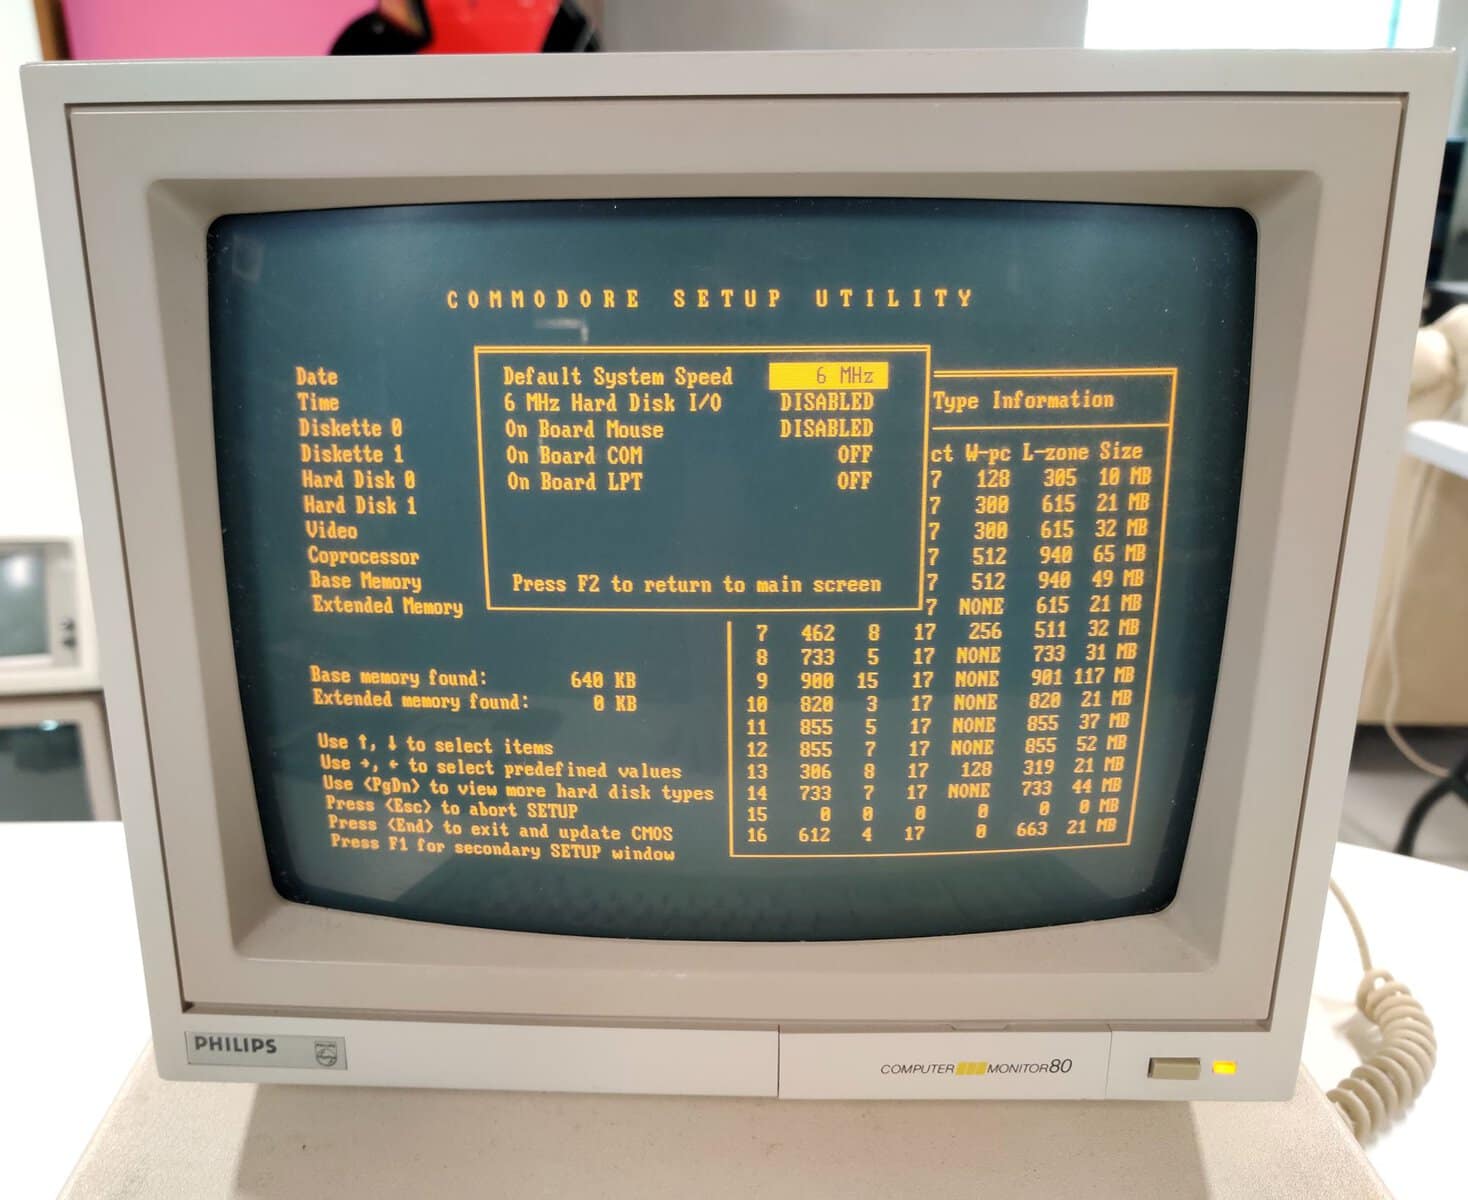 COMMODORE SETUP UTILITY
Date
Time
Diskette 0
Diskette 1
Hard Disk 0
Hard Disk 1
Video
Coprocessor
Base Memory
Extended Memory
Default System Speed 6 MHz
6 MHz Hard Disk I/O DISABLED
On Board Mouse DISABLED
On Board COM OFF
On Board LPT OFF
Press F2 to return to main screen
Type Information
ct W-pc L-zone Size
7 128 305 10 MB
7 300 615 21 MB
7 300 615 32 MB
7 512 940 65 MB
7 512 940 49 MB
7 NONE 615 21 MB
7 462 8 17 256 511 32 MB
8 733 5 17 NONE 733 31 MB
9 900 15 17 NONE 901 117 MB
10 820 3 17 NONE 820 21 MB
11 855 5 17 NONE 855 37 MB
12 855 7 17 NONE 855 52 MB
13 306 8 17 128 319 21 MB
14 733 7 17 NONE 733 44 MB
15 0 0 0 0 0 0 MB
16 612 4 17 0 663 21 MB
Base memory found: 640 KB
Extended memory found: 0 KB
Use ↑, ↓ to select items
Use →, ← to select predefined values
Use <PgDn> to view more hard disk types
Press <Esc> to abort SETUP
Press <End> to exit and update CMOS
Press F1 for secondary SETUP window
PHILIPS
COMPUTER MONITOR80